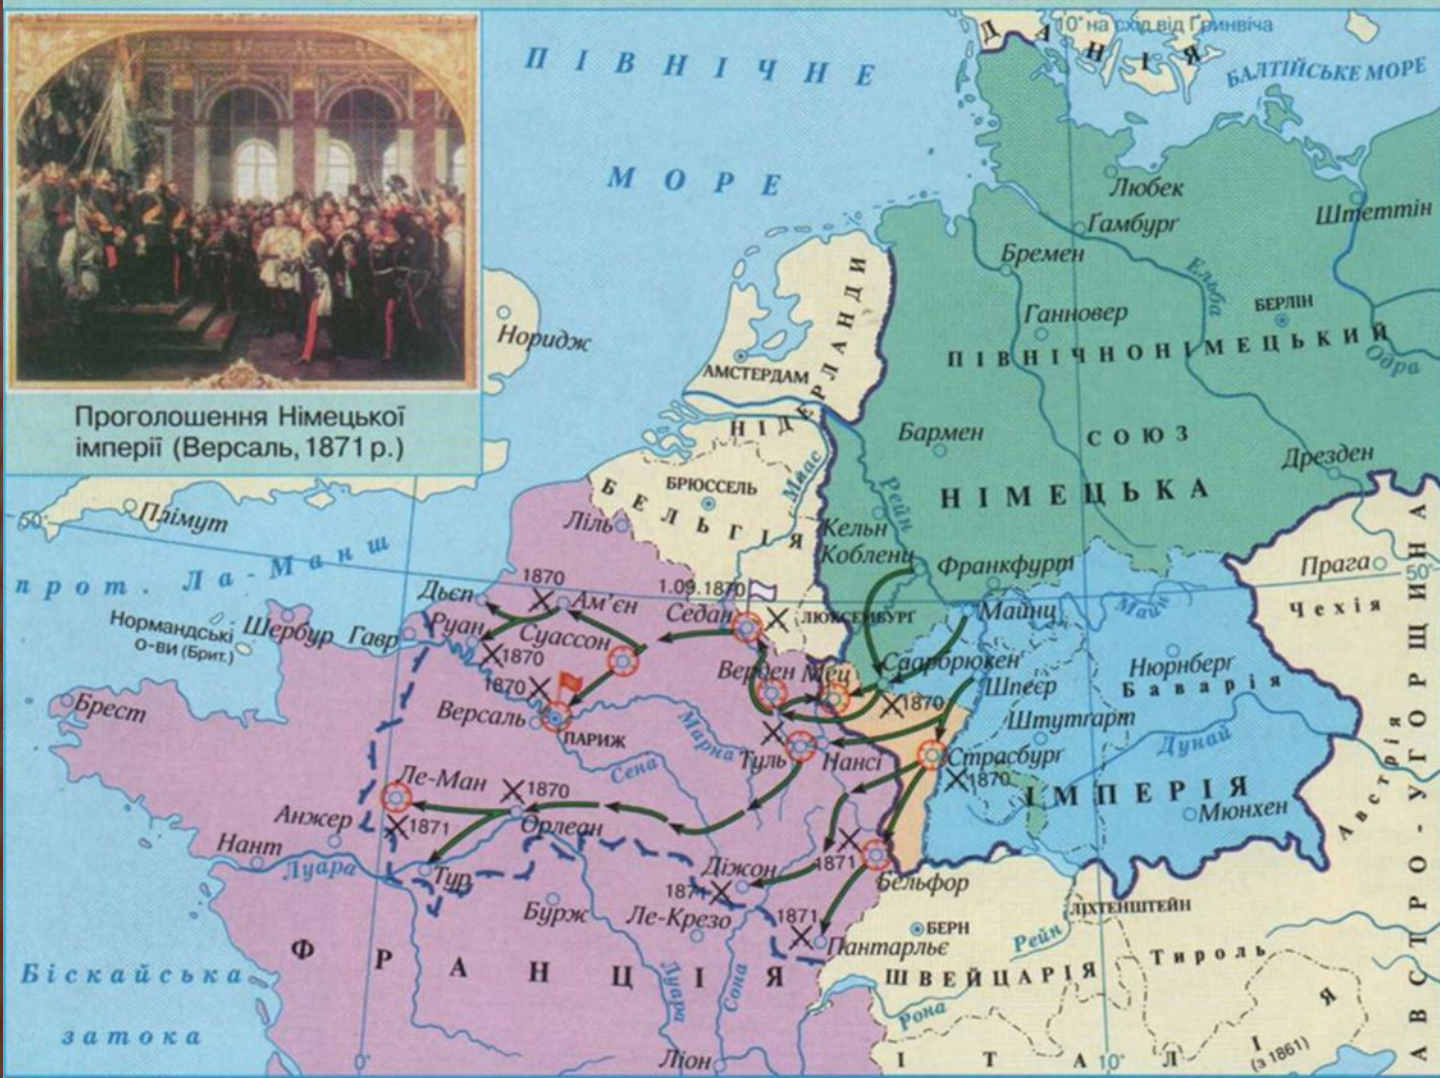 10° на схід від Ґринвіча
ДАНІЯ
БАЛТІЙСЬКЕ МОРЕ
ПІВНІЧНЕ
МОРЕ
Любек
Гамбург
Штеттін
Бремен
Ельба
БЕРЛІН
Ганновер
ПІВНІЧНОНІМЕЦЬКИЙ
Одра
СОЮЗ
Норидж
АМСТЕРДАМ
НІДЕРЛАНДИ
Проголошення Німецької
імперії (Версаль, 1871 р.)
Бармен
Дрезден
НІМЕЦЬКА
БРЮССЕЛЬ
Маас
Рейн
БЕЛЬГІЯ
Плімут
50°
Ліль
Кельн
Кобленц
Франкфурт
Прага
50°
прот. Ла-Манш
Чехія
Дьєп
1870
Ам’єн
1.09.1870
Седан
ЛЮКСЕМБУРГ
Майнц
Майн
Нормандські
о-ви (Брит.)
Шербур
Гавр
Руан
Суассон
1870
Верден
Мец
Саарбрюкен
Нюрнберг
Баварія
Шпеєр
1870
1870
Брест
Версаль
ПАРИЖ
Марна
Сена
Туль
Нансі
Штутгарт
Дунай
Страсбург
1870
ІМПЕРІЯ
Мюнхен
Австрія
АВСТРО-УГОРЩИНА
Ле-Ман
1870
Орлеан
Анжер
1871
Нант
Луара
Тур
Діжон
1871
1871
Бельфор
Бурж
Ле-Крезо
1871
Пантарльє
БЕРН
Рейн
ЛІХТЕНШТЕЙН
Тироль
ФРАНЦІЯ
ШВЕЙЦАРІЯ
Біскайська
затока
Луара
Сона
Рона
Ліон
0°
10°
ІТАЛІЯ
(з 1861)